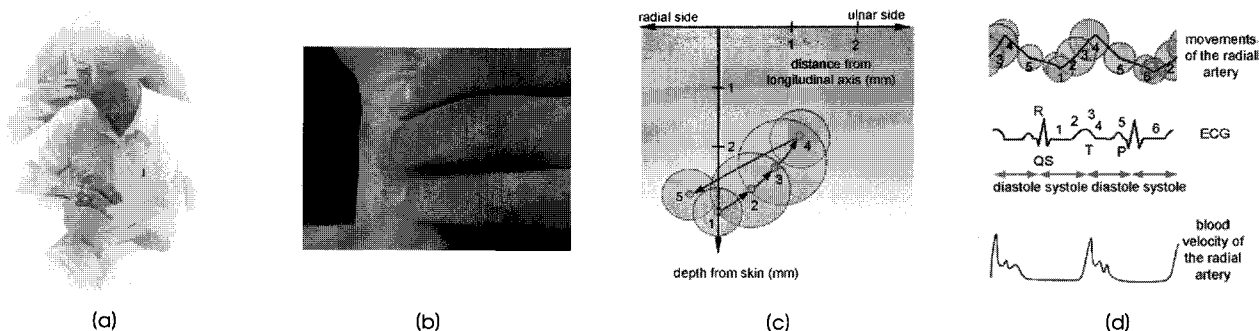 radial side
ulnar side
1
2
distance from
longitudinal axis (mm)
1
2
4
3
5
2
1
depth from skin (mm)
movements
of the radial
artery
3
4
5
1
2
3
4
5
6
2
R
1
2
3
4
5
6
ECG
QS
T
P
diastole systole diastole systole
blood
velocity of
the radial
artery
(a)
(b)
(c)
(d)